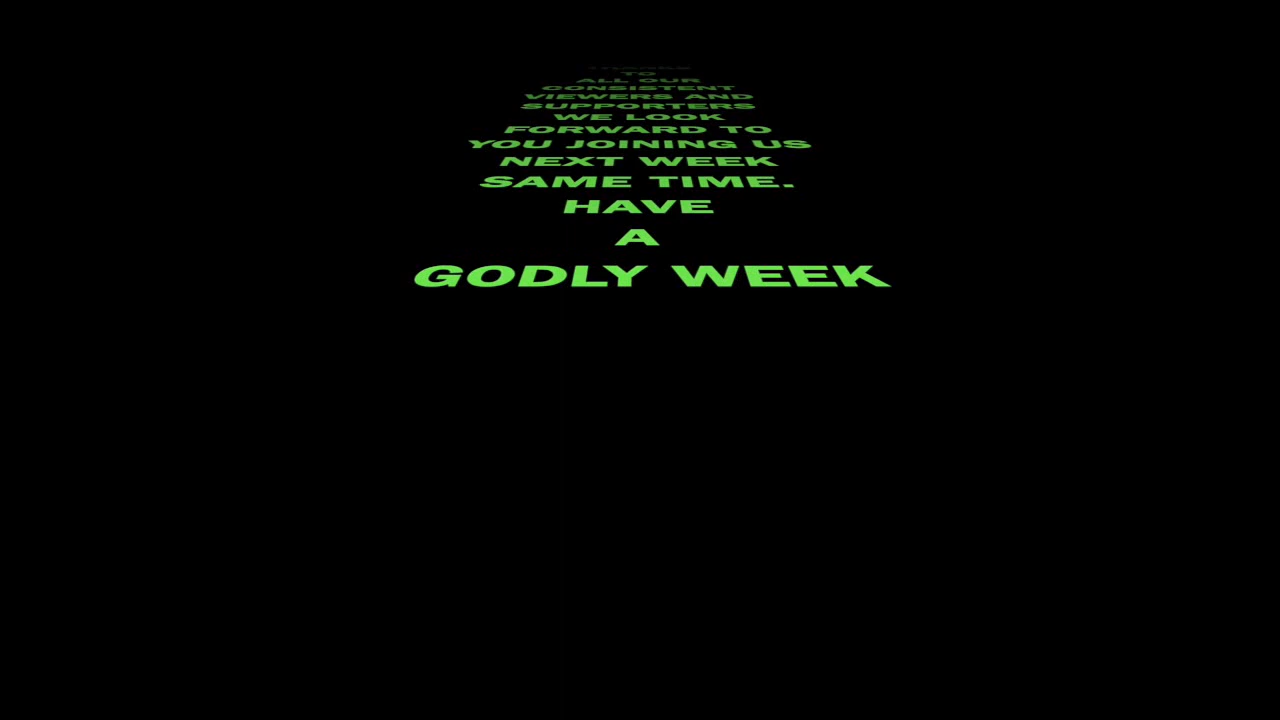 THANKS
TO
ALL OUR
CONSISTENT
VIEWERS AND
SUPPORTERS
WE LOOK
FORWARD TO
YOU JOINING US
NEXT WEEK
SAME TIME.
HAVE
A
GODLY WEEK